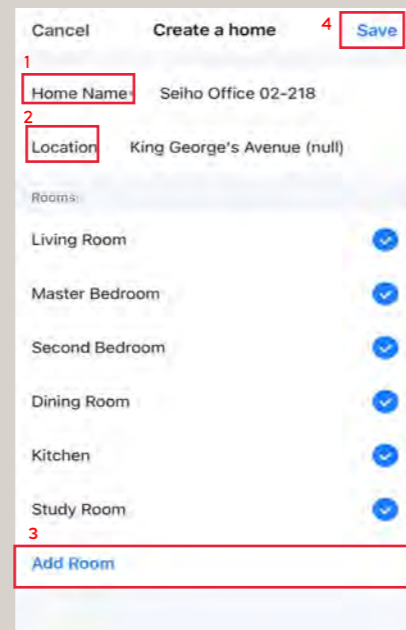 Cancel Create a home 4 Save
1
Home Name* Seiho Office 02-218
2
Location King George's Avenue (null)
Rooms:
Living Room
Master Bedroom
Second Bedroom
Dining Room
Kitchen
Study Room
3
Add Room